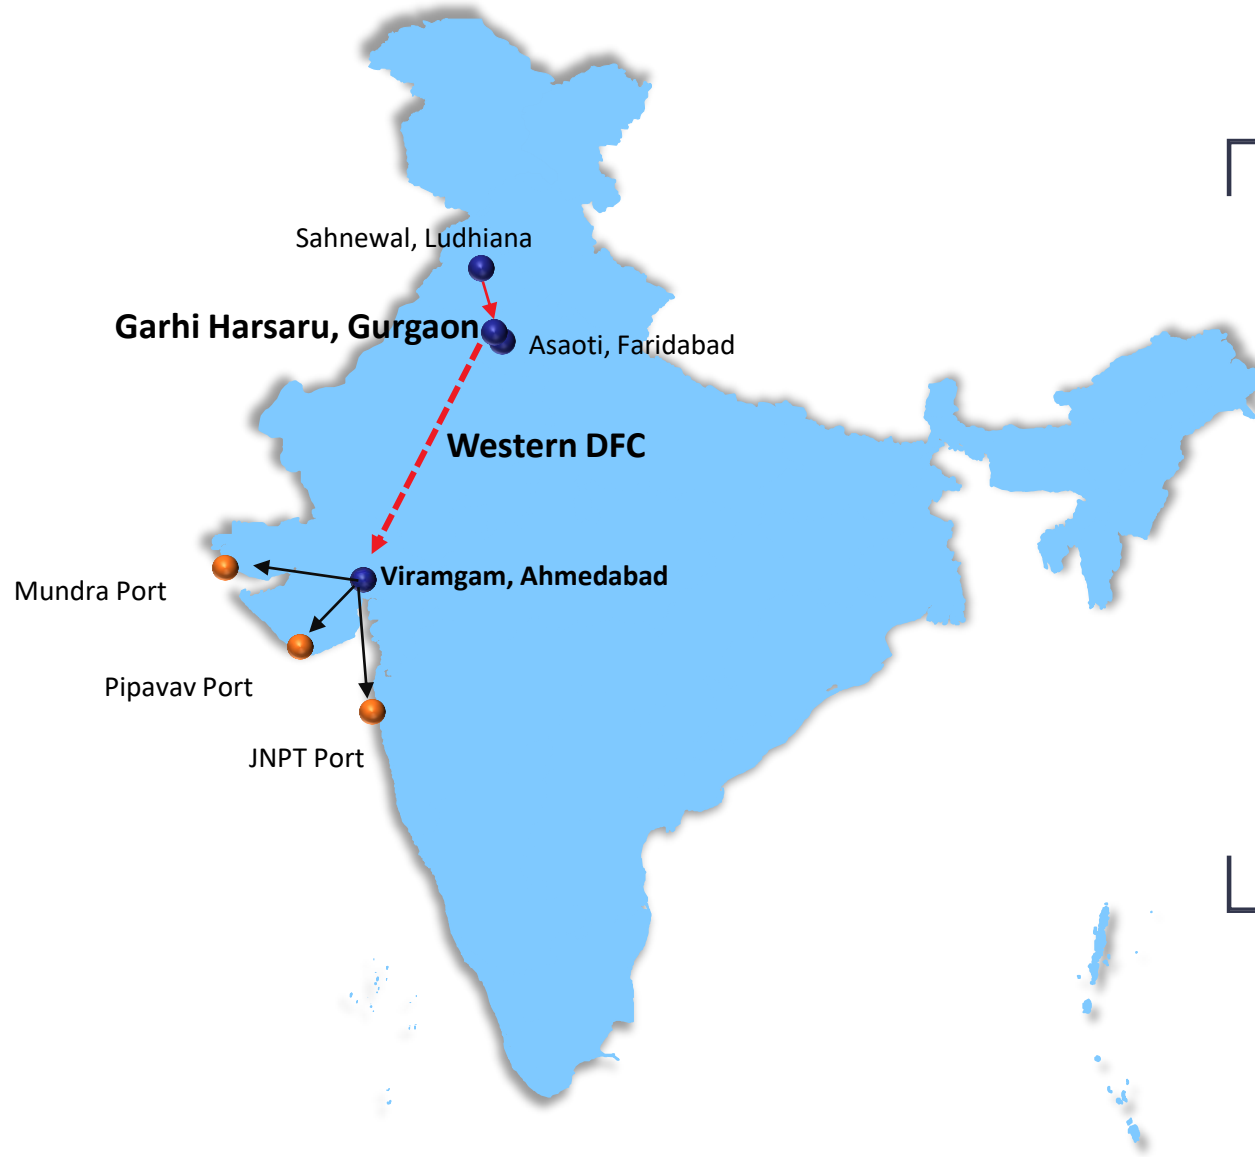 Sahnewal, Ludhiana
Garhi Harsaru, Gurgaon
Asaoti, Faridabad
Western DFC
Viramgam, Ahmedabad
Mundra Port
Pipavav Port
JNPT Port